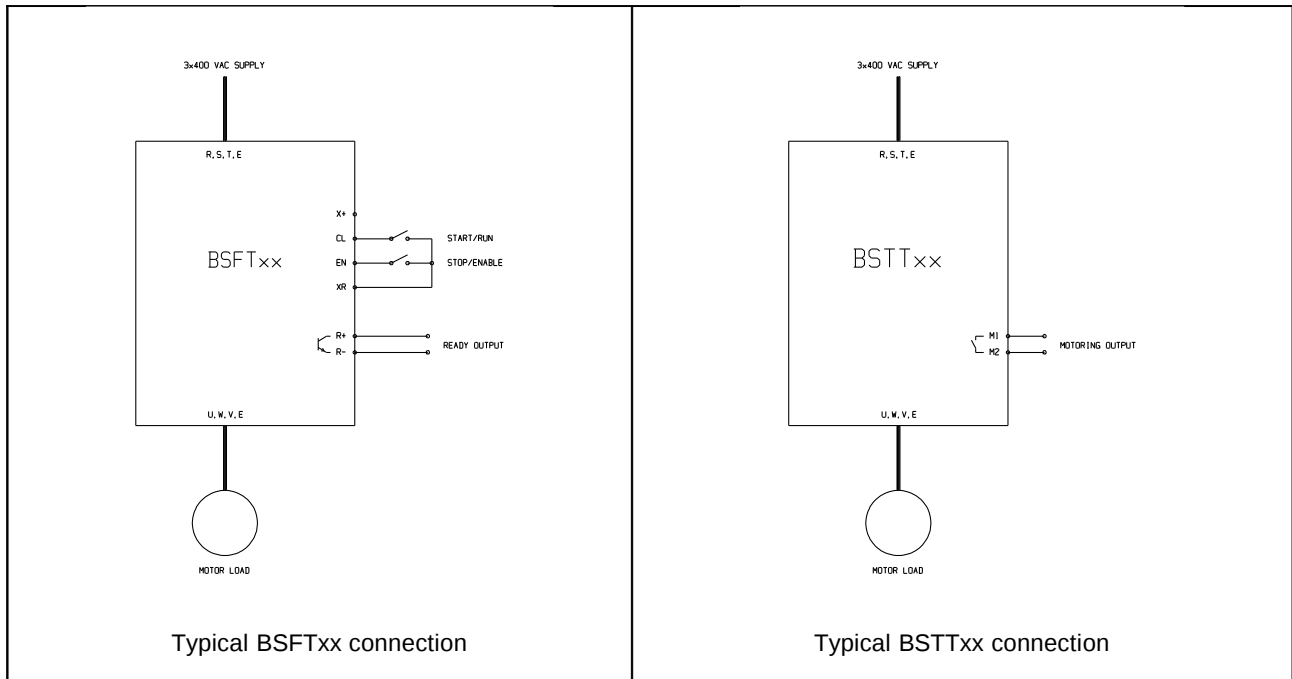 3x400 VAC SUPPLY
R, S, T, E
X+
CL
START/RUN
BSFTxx
EN
STOP/ENABLE
XR
R+
READY OUTPUT
R-
U, W, V, E
MOTOR LOAD
Typical BSFTxx connection
3x400 VAC SUPPLY
R, S, T, E
BSTTxx
M1
MOTORING OUTPUT
M2
U, W, V, E
MOTOR LOAD
Typical BSTTxx connection